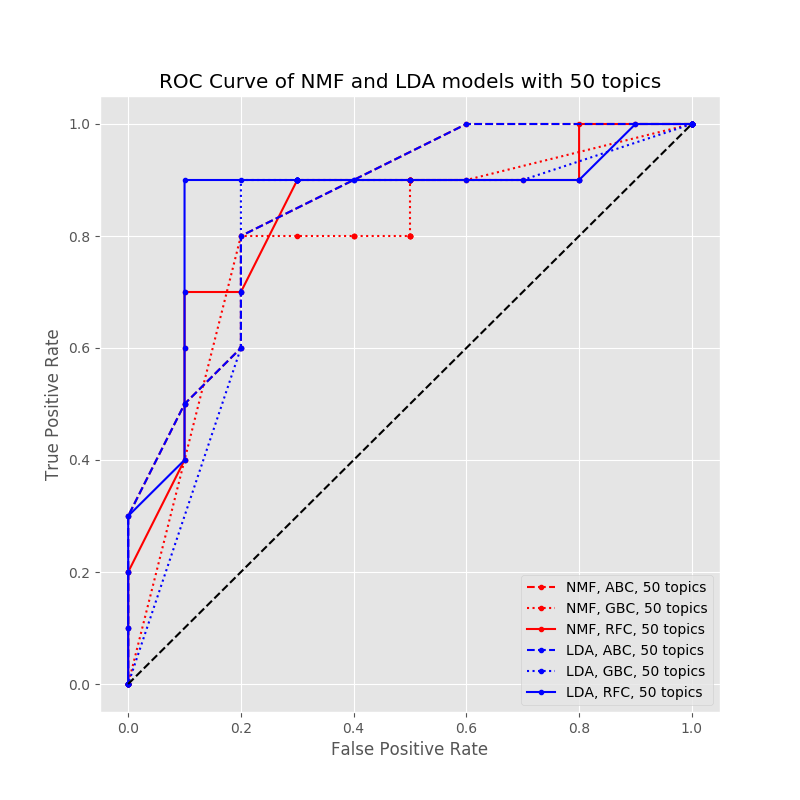 ROC Curve of NMF and LDA models with 50 topics
True Positive Rate
1.0
0.8
0.6
0.4
0.2
0.0
NMF, ABC, 50 topics
NMF, GBC, 50 topics
NMF, RFC, 50 topics
LDA, ABC, 50 topics
LDA, GBC, 50 topics
LDA, RFC, 50 topics
0.0 0.2 0.4 0.6 0.8 1.0
False Positive Rate